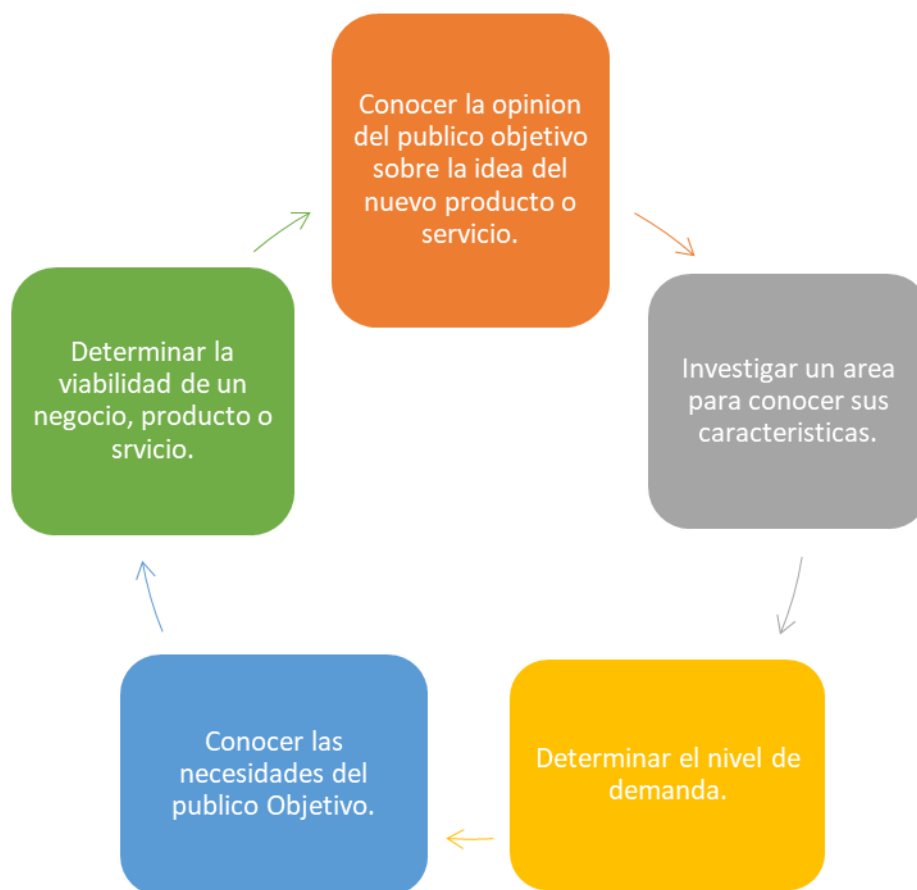 Conocer la opinion
del publico objetivo
sobre la idea del
nuevo producto o
servicio.
Investigar un area
para conocer sus
caracteristicas.
Determinar el nivel de
demanda.
Conocer las
necesidades del
publico Objetivo.
Determinar la
viabilidad de un
negocio, producto o
srvicio.